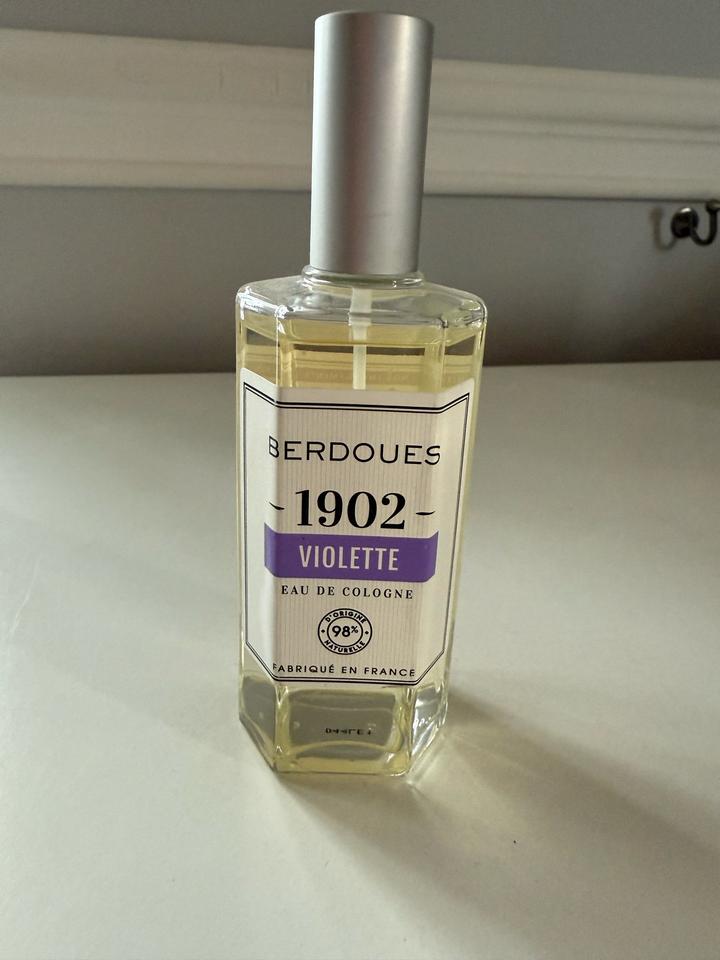 BERDOUES
- 1902 -
VIOLETTE
EAU DE COLOGNE
D'ORIGINE
98%
NATURELLE
FABRIQUÉ EN FRANCE